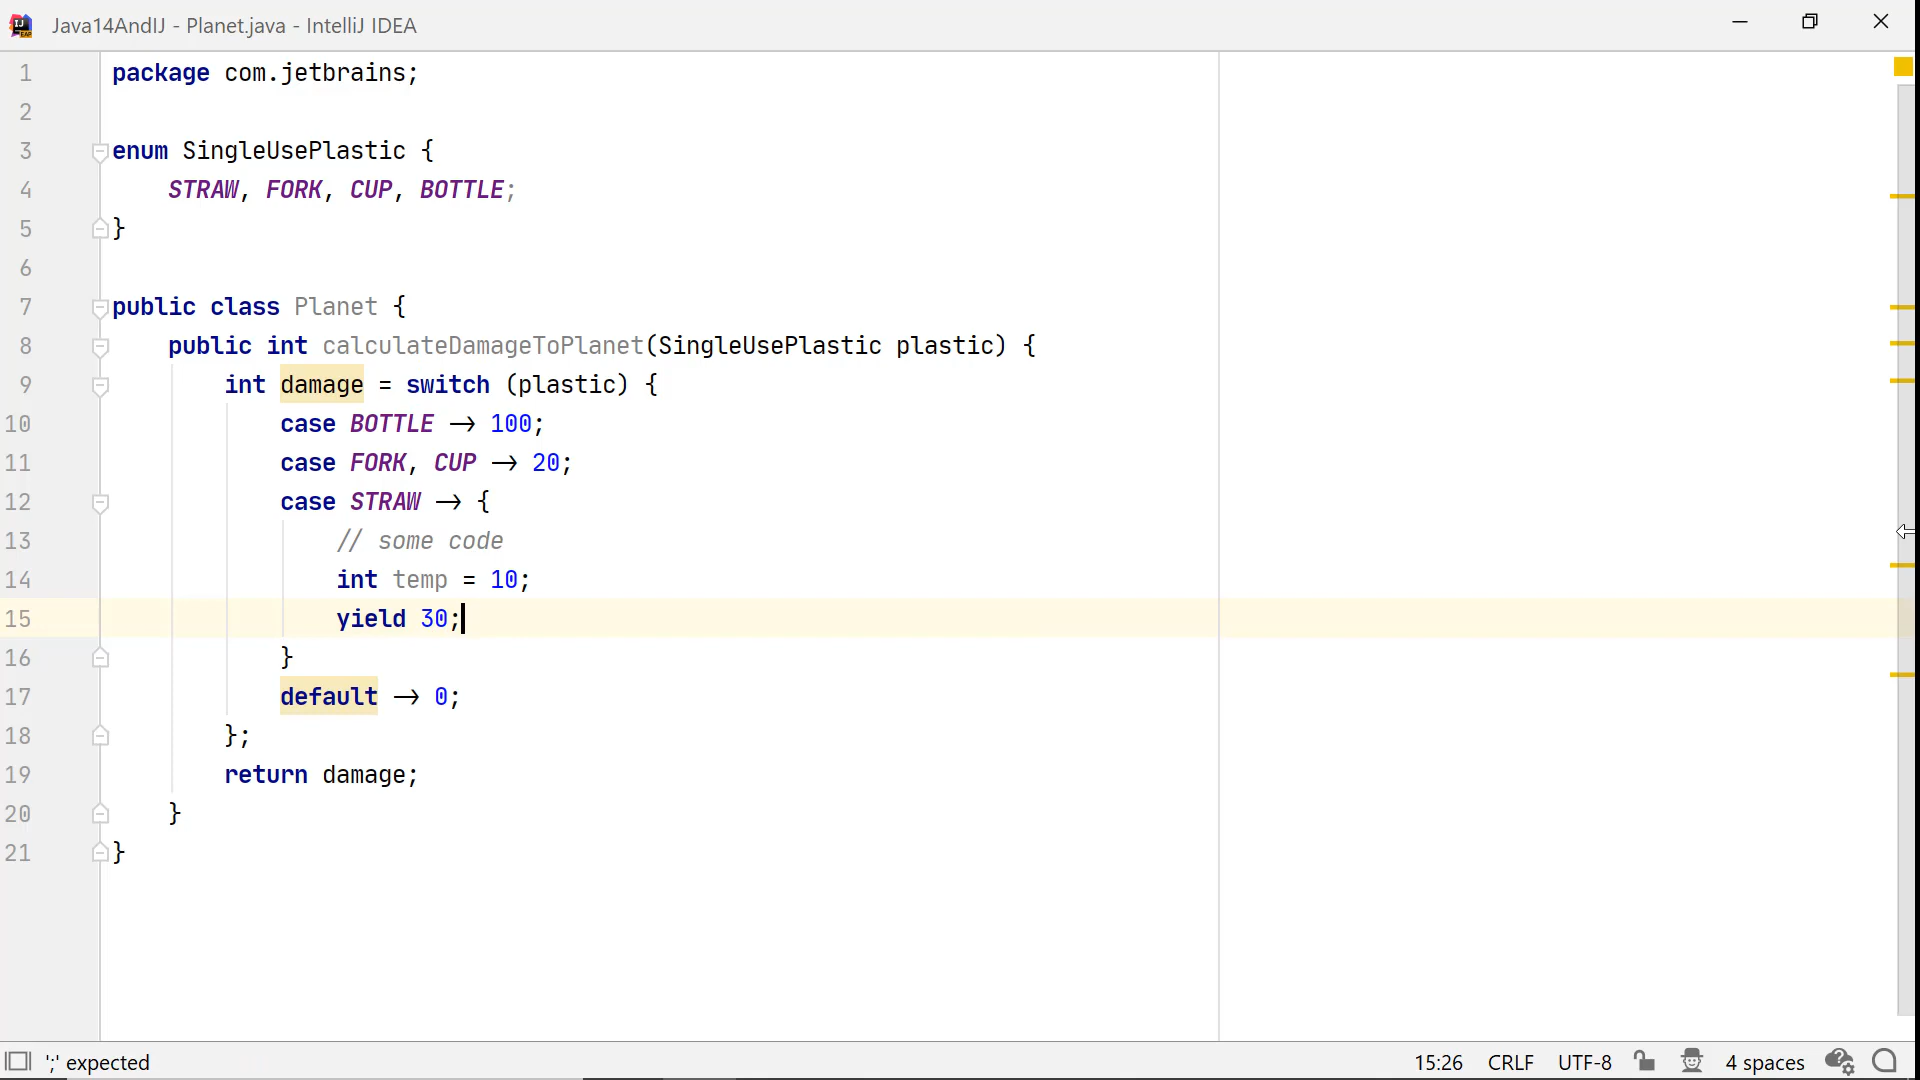 Java14AndIJ - Planet.java - IntelliJ IDEA
1 package com.jetbrains;
2
3 enum SingleUsePlastic {
4 STRAW, FORK, CUP, BOTTLE;
5 }
6
7 public class Planet {
8 public int calculateDamageToPlanet(SingleUsePlastic plastic) {
9 int damage = switch (plastic) {
10 case BOTTLE → 100;
11 case FORK, CUP → 20;
12 case STRAW → {
13 // some code
14 int temp = 10;
15 yield 30;
16 }
17 default → 0;
18 };
19 return damage;
20 }
21 }
';' expected 15:26 CRLF UTF-8 4 spaces